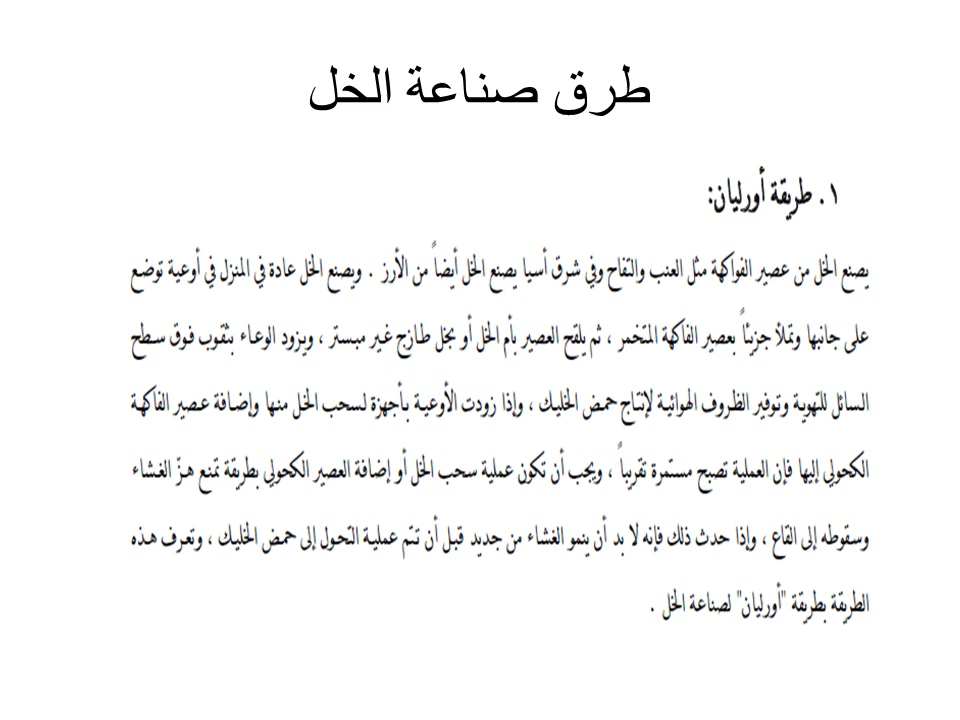 طرق صناعة الخل
١. طريقة أورليان:
يصنع الخل من عصير الفواكهة مثل العنب والتفاح وفي شرق أسيا يصنع الخل أيضاً من الأرز . ويصنع الخل عادة في المنزل في أوعية توضع
على جانبها وتملأ جزيئاً بعصير الفاكهة المتخمر ، ثم يلقح العصير بأم الخل أو بخل طازج غير مبستر ، ويزود الوعاء بثقوب فوق سطح
السائل للتهوية وتوفير الظروف الهوائية لإنتاج حمض الخليك ، وإذا زودت الأوعية بأجهزة لسحب الخل منها وإضافة عصير الفاكهة
الكحولي إليها فإن العملية تصبح مستمرة تقريباً ، ويجب أن تكون عملية سحب الخل أو إضافة العصير الكحولي بطريقة تمنع هزّ الغشاء
وسقوطه إلى القاع ، وإذا حدث ذلك فإنه لا بد أن ينمو الغشاء من جديد قبل أن تتم عملية التحول إلى حمض الخليك ، وتعرف هذه
الطريقة بطريقة "أورليان" لصناعة الخل .